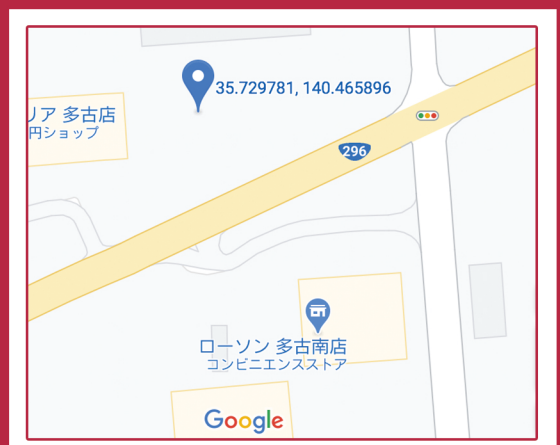 35.729781, 140.465896
リア 多古店
円ショップ
296
ローソン 多古南店
コンビニエンスストア
Google